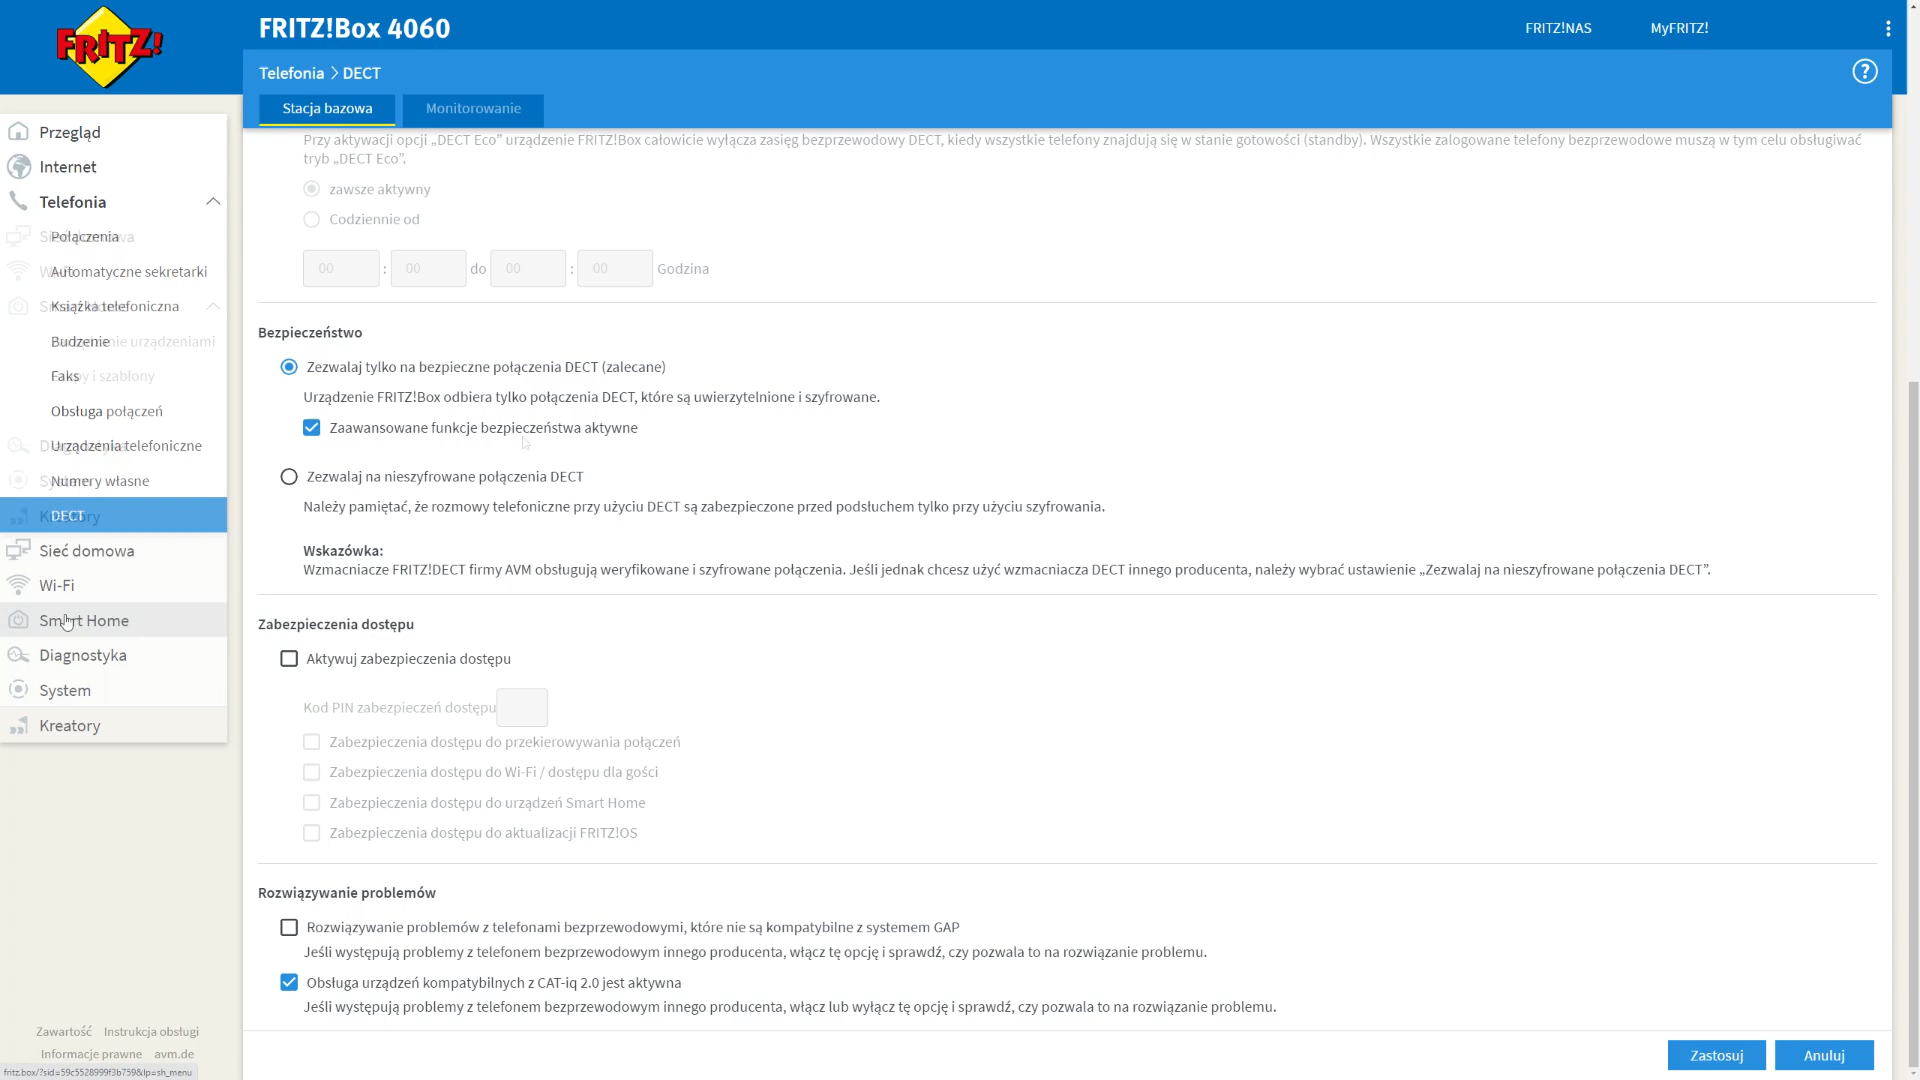 FRITZ!
FRITZ!Box 4060
FRITZ!NAS
MyFRITZ!
Telefonia > DECT
Stacja bazowa
Monitorowanie
Przegląd
Internet
Telefonia
Połączenia
Automatyczne sekretarki
Książka telefoniczna
Budzenie
Faks
Obsługa połączeń
Urządzenia telefoniczne
Numery własne
DECT
Sieć domowa
Wi-Fi
Smart Home
Diagnostyka
System
Kreatory
Zawartość Instrukcja obsługi
Informacje prawne avm.de
fritz.box/?sid=59c5528999f3b759&lp=sh_menu
Przy aktywacji opcji „DECT Eco” urządzenie FRITZ!Box całkowicie wyłącza zasięg bezprzewodowy DECT, kiedy wszystkie telefony znajdują się w stanie gotowości (standby). Wszystkie zalogowane telefony bezprzewodowe muszą w tym celu obsługiwać
tryb „DECT Eco”.
zawsze aktywny
Codziennie od
00 : 00 do 00 : 00 Godzina
Bezpieczeństwo
Zezwalaj tylko na bezpieczne połączenia DECT (zalecane)
Urządzenie FRITZ!Box odbiera tylko połączenia DECT, które są uwierzytelnione i szyfrowane.
Zaawansowane funkcje bezpieczeństwa aktywne
Zezwalaj na nieszyfrowane połączenia DECT
Należy pamiętać, że rozmowy telefoniczne przy użyciu DECT są zabezpieczone przed podsłuchem tylko przy użyciu szyfrowania.
Wskazówka:
Wzmacniacze FRITZ!DECT firmy AVM obsługują weryfikowane i szyfrowane połączenia. Jeśli jednak chcesz użyć wzmacniacza DECT innego producenta, należy wybrać ustawienie „Zezwalaj na nieszyfrowane połączenia DECT”.
Zabezpieczenia dostępu
Aktywuj zabezpieczenia dostępu
Kod PIN zabezpieczeń dostępu
Zabezpieczenia dostępu do przekierowywania połączeń
Zabezpieczenia dostępu do Wi-Fi / dostępu dla gości
Zabezpieczenia dostępu do urządzeń Smart Home
Zabezpieczenia dostępu do aktualizacji FRITZ!OS
Rozwiązywanie problemów
Rozwiązywanie problemów z telefonami bezprzewodowymi, które nie są kompatybilne z systemem GAP
Jeśli występują problemy z telefonem bezprzewodowym innego producenta, włącz tę opcję i sprawdź, czy pozwala to na rozwiązanie problemu.
Obsługa urządzeń kompatybilnych z CAT-iq 2.0 jest aktywna
Jeśli występują problemy z telefonem bezprzewodowym innego producenta, włącz lub wyłącz tę opcję i sprawdź, czy pozwala to na rozwiązanie problemu.
Zastosuj
Anuluj